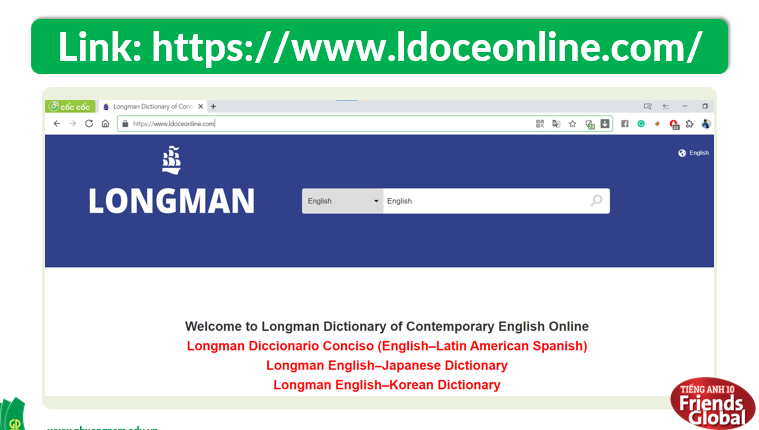 Link: https://www.ldoceonline.com/
cốc cốc
Longman Dictionary of Cont
https://www.ldoceonline.com
English
LONGMAN
English
English
Welcome to Longman Dictionary of Contemporary English Online
Longman Diccionario Conciso (English–Latin American Spanish)
Longman English–Japanese Dictionary
Longman English–Korean Dictionary
TIẾNG ANH 10
Friends
Global
GD